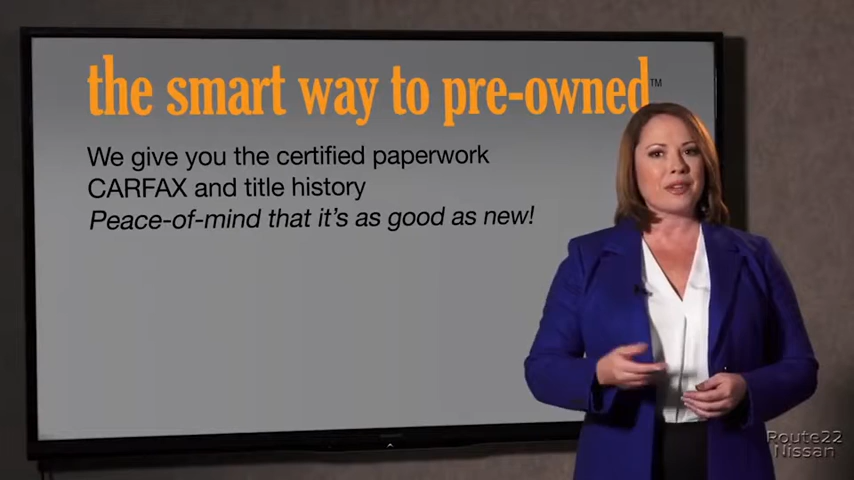 the smart way to pre-owned™
We give you the certified paperwork
CARFAX and title history
Peace-of-mind that it's as good as new!
Route22
Nissan